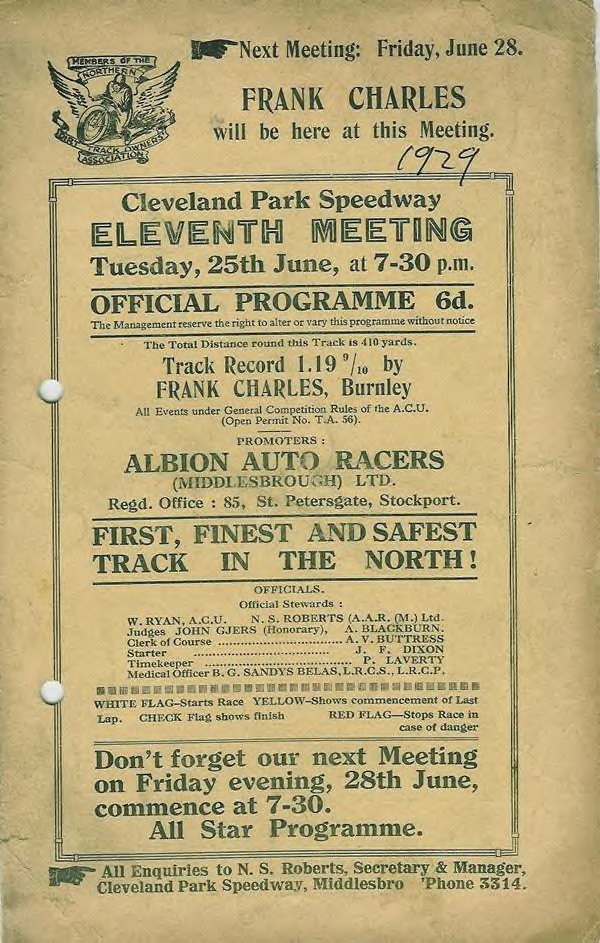 Next Meeting: Friday, June 28.
MEMBERS OF THE
NORTHERN
DIRT TRACK OWNERS'
ASSOCIATION
FRANK CHARLES
will be here at this Meeting.
1929
Cleveland Park Speedway
ELEVENTH MEETING
Tuesday, 25th June, at 7-30 p.m.
OFFICIAL PROGRAMME 6d.
The Management reserve the right to alter or vary this programme without notice
The Total Distance round this Track is 410 yards.
Track Record 1.19 9/10 by
FRANK CHARLES, Burnley
All Events under General Competition Rules of the A.C.U.
(Open Permit No. T.A. 56).
PROMOTERS :
ALBION AUTO RACERS
(MIDDLESBROUGH) LTD.
Regd. Office : 85, St. Petersgate, Stockport.
FIRST, FINEST AND SAFEST
TRACK IN THE NORTH!
OFFICIALS.
Official Stewards :
W. RYAN, A.C.U. N. S. ROBERTS (A.A.R. (M.) Ltd.
Judges JOHN GJERS (Honorary), A. BLACKBURN.
Clerk of Course ............................... A. V. BUTTRESS
Starter ................................... J. F. DIXON
Timekeeper ..................................... P. LAVERTY
Medical Officer B. G. SANDYS BELAS, L.R.C.S., L.R.C.P.
WHITE FLAG-Starts Race YELLOW-Shows commencement of Last
Lap. CHECK Flag shows finish RED FLAG—Stops Race in
case of danger
Don't forget our next Meeting
on Friday evening, 28th June,
commence at 7-30.
All Star Programme.
All Enquiries to N. S. Roberts, Secretary & Manager,
Cleveland Park Speedway, Middlesbro 'Phone 3314.